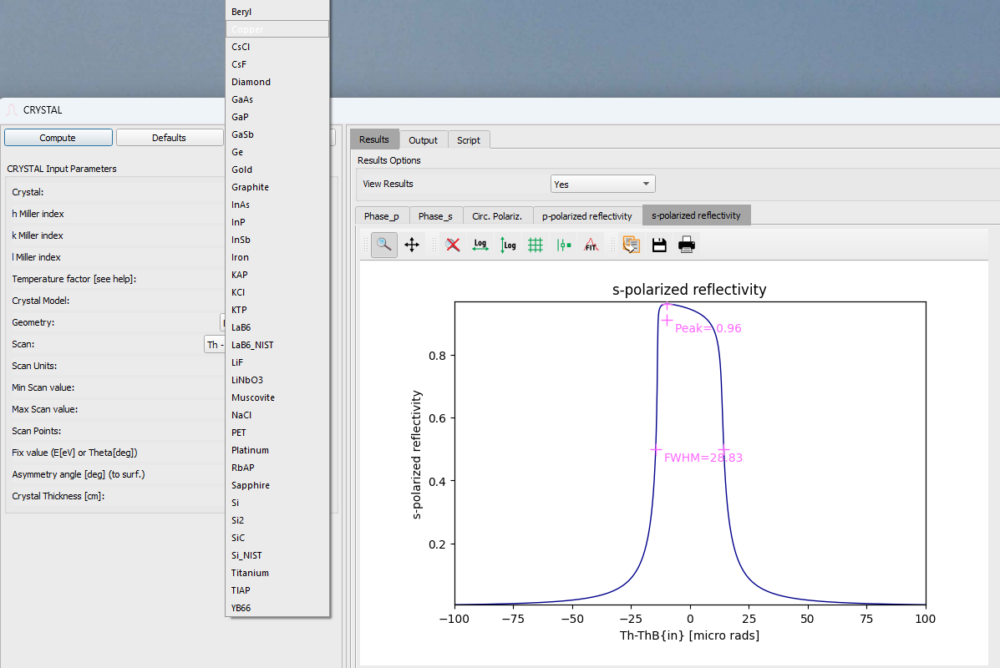 Beryl
Copper
CsCl
CsF
Diamond
GaAs
GaP
GaSb
Ge
Gold
Graphite
InAs
InP
InSb
Iron
KAP
KCl
KTP
LaB6
LaB6_NIST
LiF
LiNbO3
Muscovite
NaCl
PET
Platinum
RbAP
Sapphire
Si
Si2
SiC
Si_NIST
Titanium
TlAP
YB66
CRYSTAL
Compute
Defaults
CRYSTAL Input Parameters
Crystal:
h Miller index
k Miller index
l Miller index
Temperature factor [see help]:
Crystal Model:
Geometry:
Scan:
Th -
Scan Units:
Min Scan value:
Max Scan value:
Scan Points:
Fix value (E[eV] or Theta[deg])
Asymmetry angle [deg] (to surf.)
Crystal Thickness [cm]:
Results Output Script
Results Options
View Results Yes
Phase_p Phase_s Circ. Polariz. p-polarized reflectivity s-polarized reflectivity
Log Log FIT
s-polarized reflectivity
Peak= 0.96
FWHM=28.83
s-polarized reflectivity
0.8
0.6
0.4
0.2
−100 −75 −50 −25 0 25 50 75 100
Th-ThB{in} [micro rads]